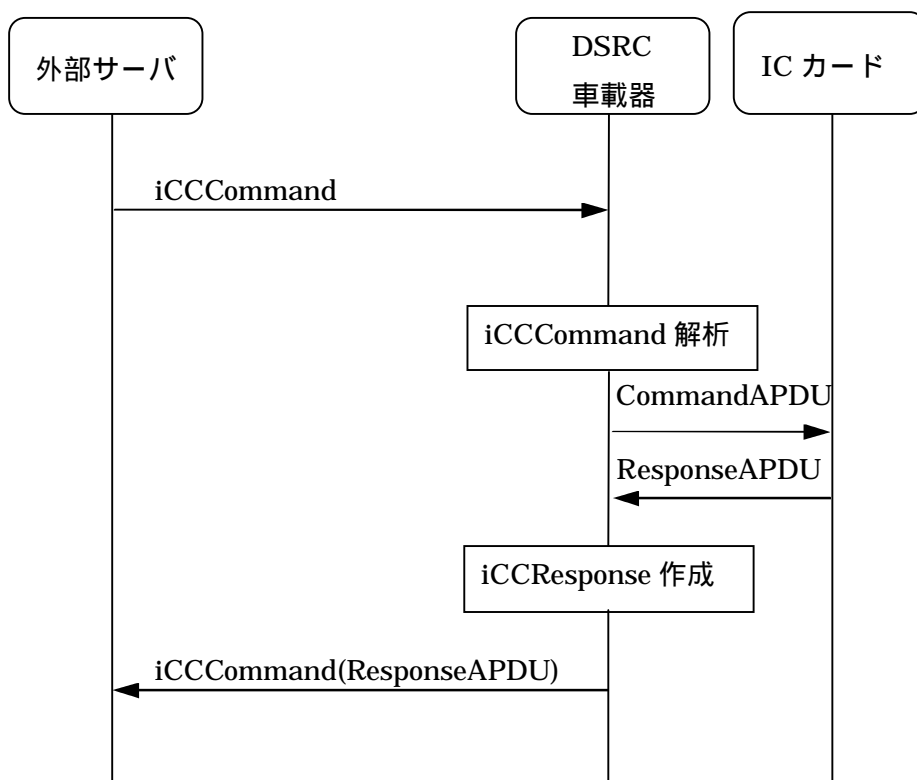 外部サーバ
DSRC
車載器
IC カード
iCCCommand
iCCCommand 解析
CommandAPDU
ResponseAPDU
iCCResponse 作成
iCCCommand(ResponseAPDU)